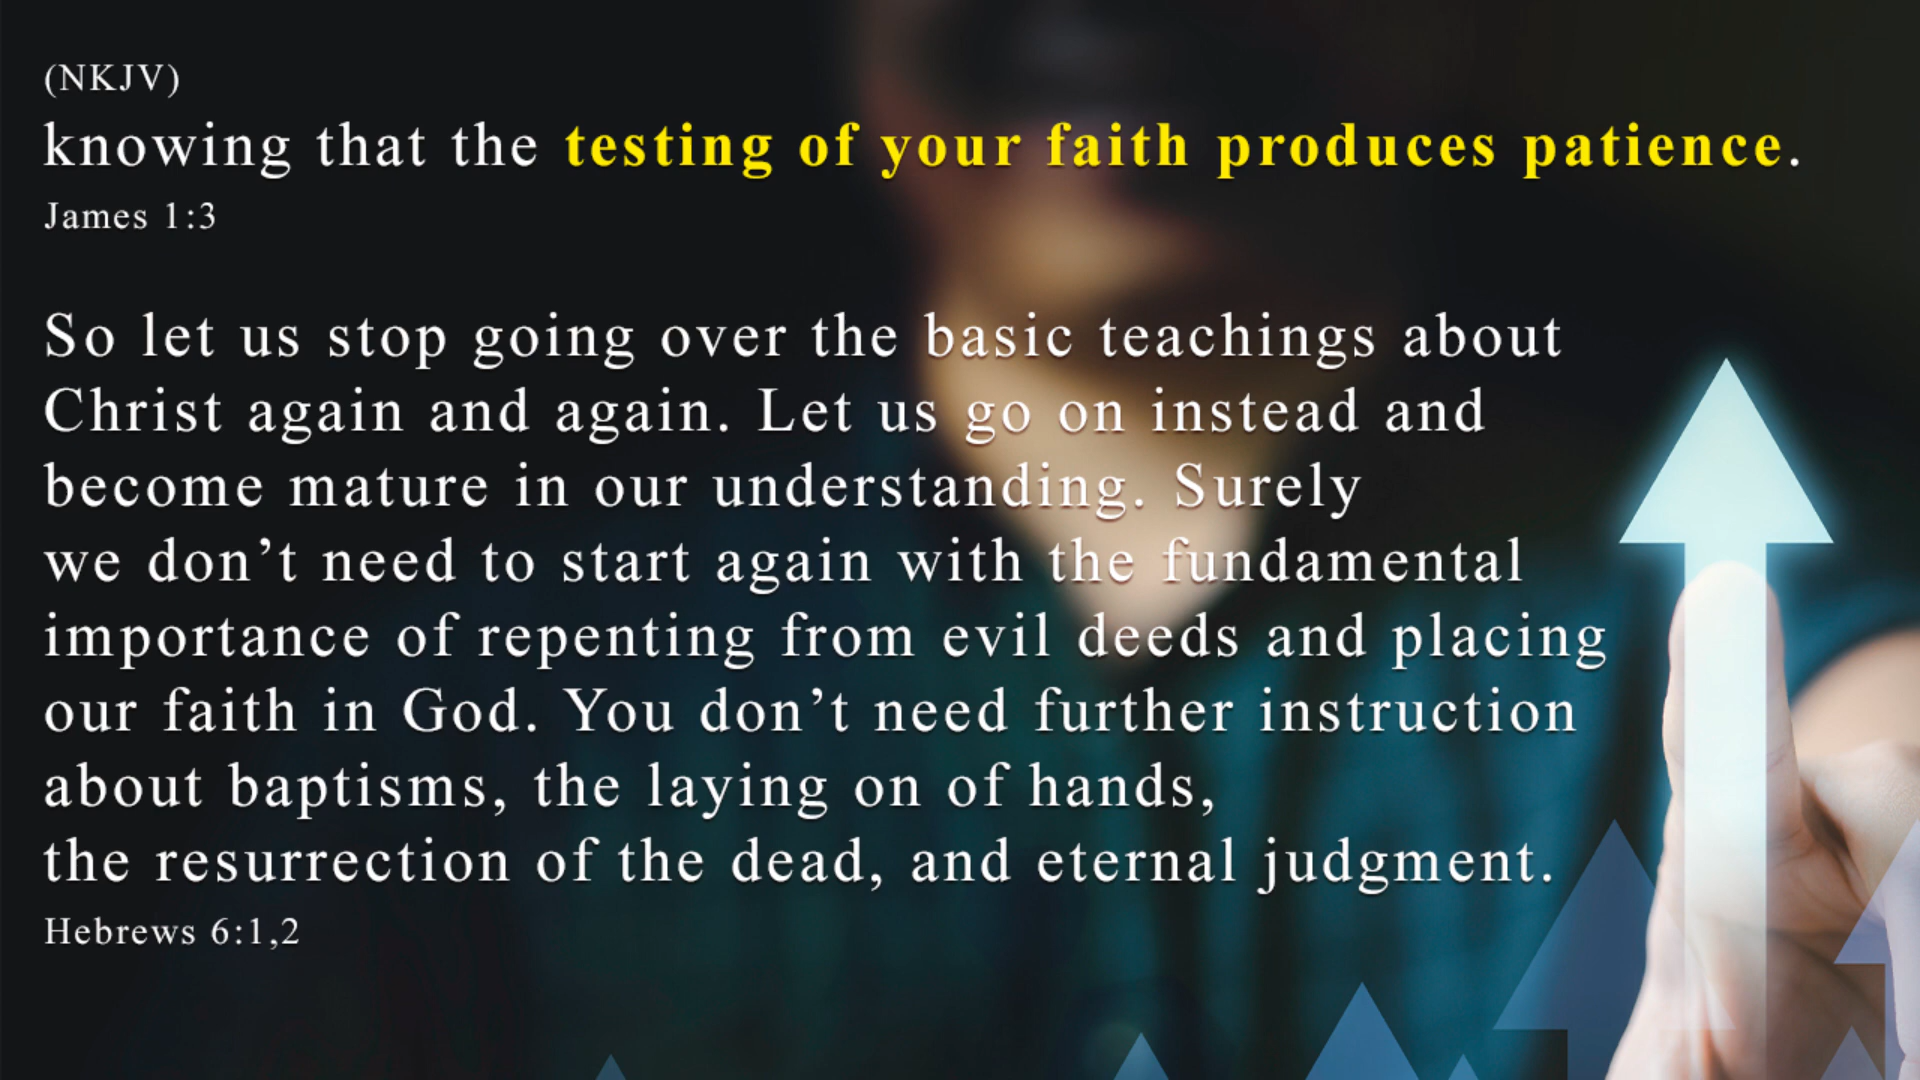 (NKJV)
knowing that the testing of your faith produces patience.
James 1:3
So let us stop going over the basic teachings about
Christ again and again. Let us go on instead and
become mature in our understanding. Surely
we don’t need to start again with the fundamental
importance of repenting from evil deeds and placing
our faith in God. You don’t need further instruction
about baptisms, the laying on of hands,
the resurrection of the dead, and eternal judgment.
Hebrews 6:1,2